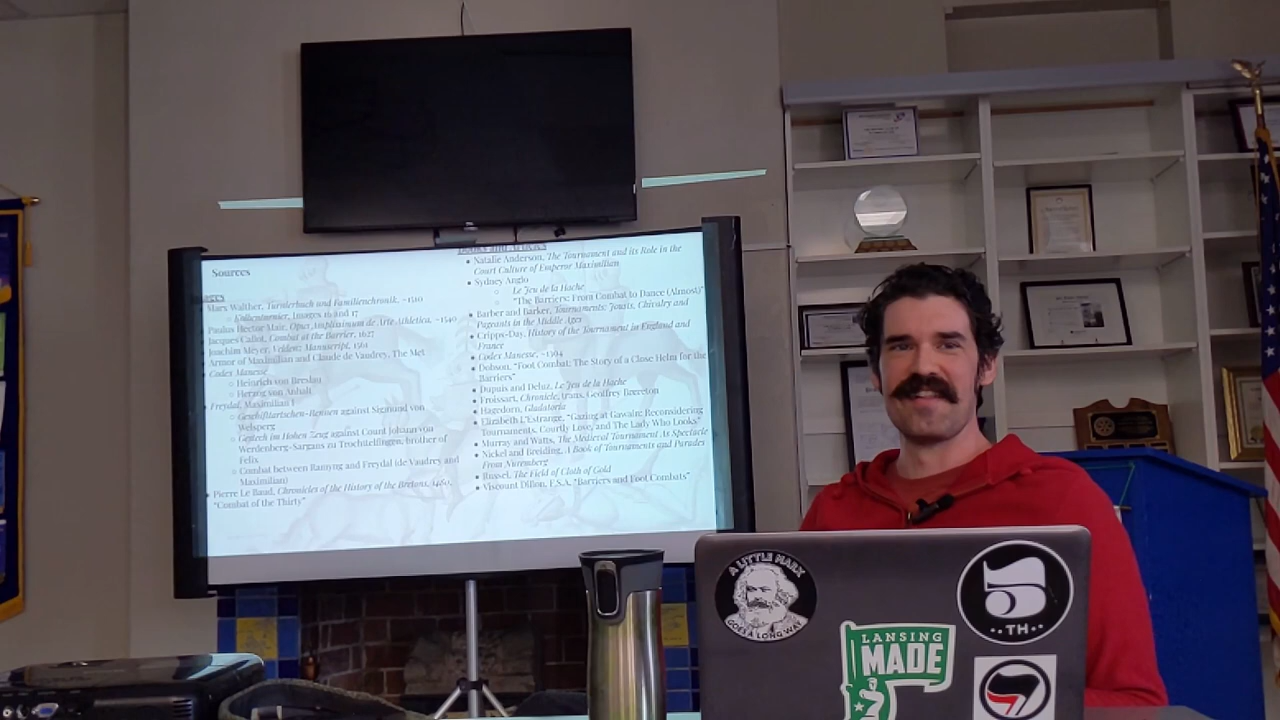 Sources
Marx Walther, Turnierbuch und Familienchronik, ~1510
Kolbenturnier, Images 16 and 17
Paulus Hector Mair, Opus Amplissimum de Arte Athletica, ~1540
Jacques Callot, Combat at the Barrier, 1627
Joachim Meyer, Veldenz Manuscript, 1561
Armor of Maximilian and Claude de Vaudrey, The Met
Codex Manesse
Heinrich von Breslau
Herzog von Anhalt
Freydal, Maximilian I
Geschifttartschen-Rennen against Sigmund von
Welsperg
Gestech im Hohen Zeug against Count Johann von
Werdenberg-Sargans zu Trochtelfingen, brother of
Felix
Combat between Ramyng and Freydal (de Vaudrey and
Maximilian)
Pierre Le Baud, Chronicles of the History of the Bretons, 1480,
"Combat of the Thirty"
Books and Articles
Natalie Anderson, The Tournament and its Role in the
Court Culture of Emperor Maximilian
Sydney Anglo
Le Jeu de la Hache
"The Barriers: From Combat to Dance (Almost)"
Barber and Barker, Tournaments: Jousts, Chivalry and
Pageants in the Middle Ages
Cripps-Day, History of the Tournament in England and
France
Codex Manesse, ~1304
Dobson, "Foot Combat: The Story of a Close Helm for the
Barriers"
Dupuis and Deluz, Le Jeu de la Hache
Froissart, Chronicle, trans. Geoffrey Brereton
Hagedorn, Gladiatoria
Elizabeth L'Estrange, "Gazing at Gawain: Reconsidering
Tournaments, Courtly Love, and The Lady Who Looks"
Murray and Watts, The Medieval Tournament As Spectacle
Nickel and Breiding, A Book of Tournaments and Parades
From Nuremberg
Russel, The Field of Cloth of Gold
Viscount Dillon, F.S.A. "Barriers and Foot Combats"
A LITTLE MARX
GOES A LONG WAY
5
TH
LANSING
MADE